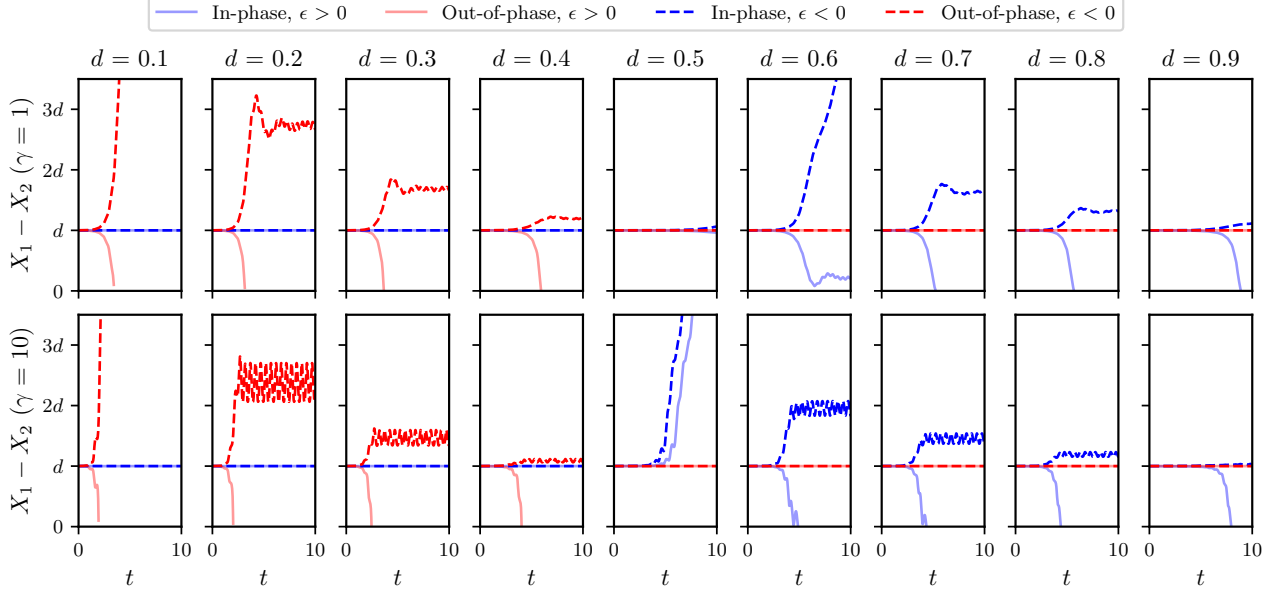 In-phase, ϵ > 0 Out-of-phase, ϵ > 0 In-phase, ϵ < 0 Out-of-phase, ϵ < 0
d = 0.1 d = 0.2 d = 0.3 d = 0.4 d = 0.5 d = 0.6 d = 0.7 d = 0.8 d = 0.9
X₁ − X₂ (γ = 1)
3d
2d
d
0
X₁ − X₂ (γ = 10)
3d
2d
d
0
0 10 0 10 0 10 0 10 0 10 0 10 0 10 0 10 0 10
t t t t t t t t t